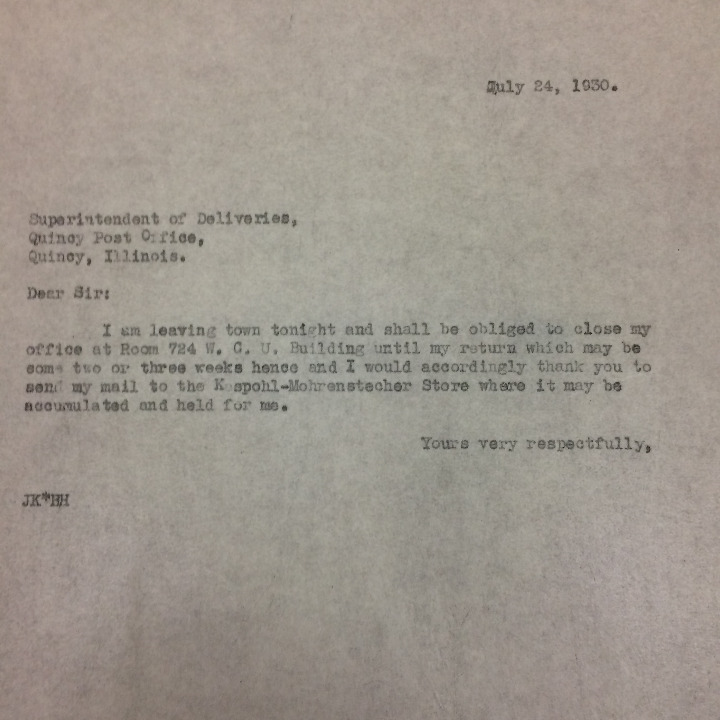 July 24, 1930.
Superintendent of Deliveries,
Quincy Post Office,
Quincy, Illinois.
Dear Sir:
I am leaving town tonight and shall be obliged to close my
office at Room 724 W. C. U. Building until my return which may be
some two or three weeks hence and I would accordingly thank you to
send my mail to the Kespohl-Mohrenstecher Store where it may be
accumulated and held for me.
Yours very respectfully,
JK*HH